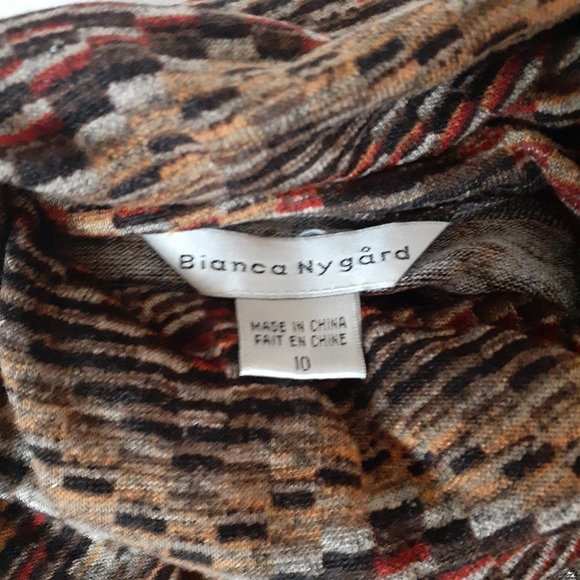 Bianca Nygård
MADE IN CHINA
FAIT EN CHINE
10